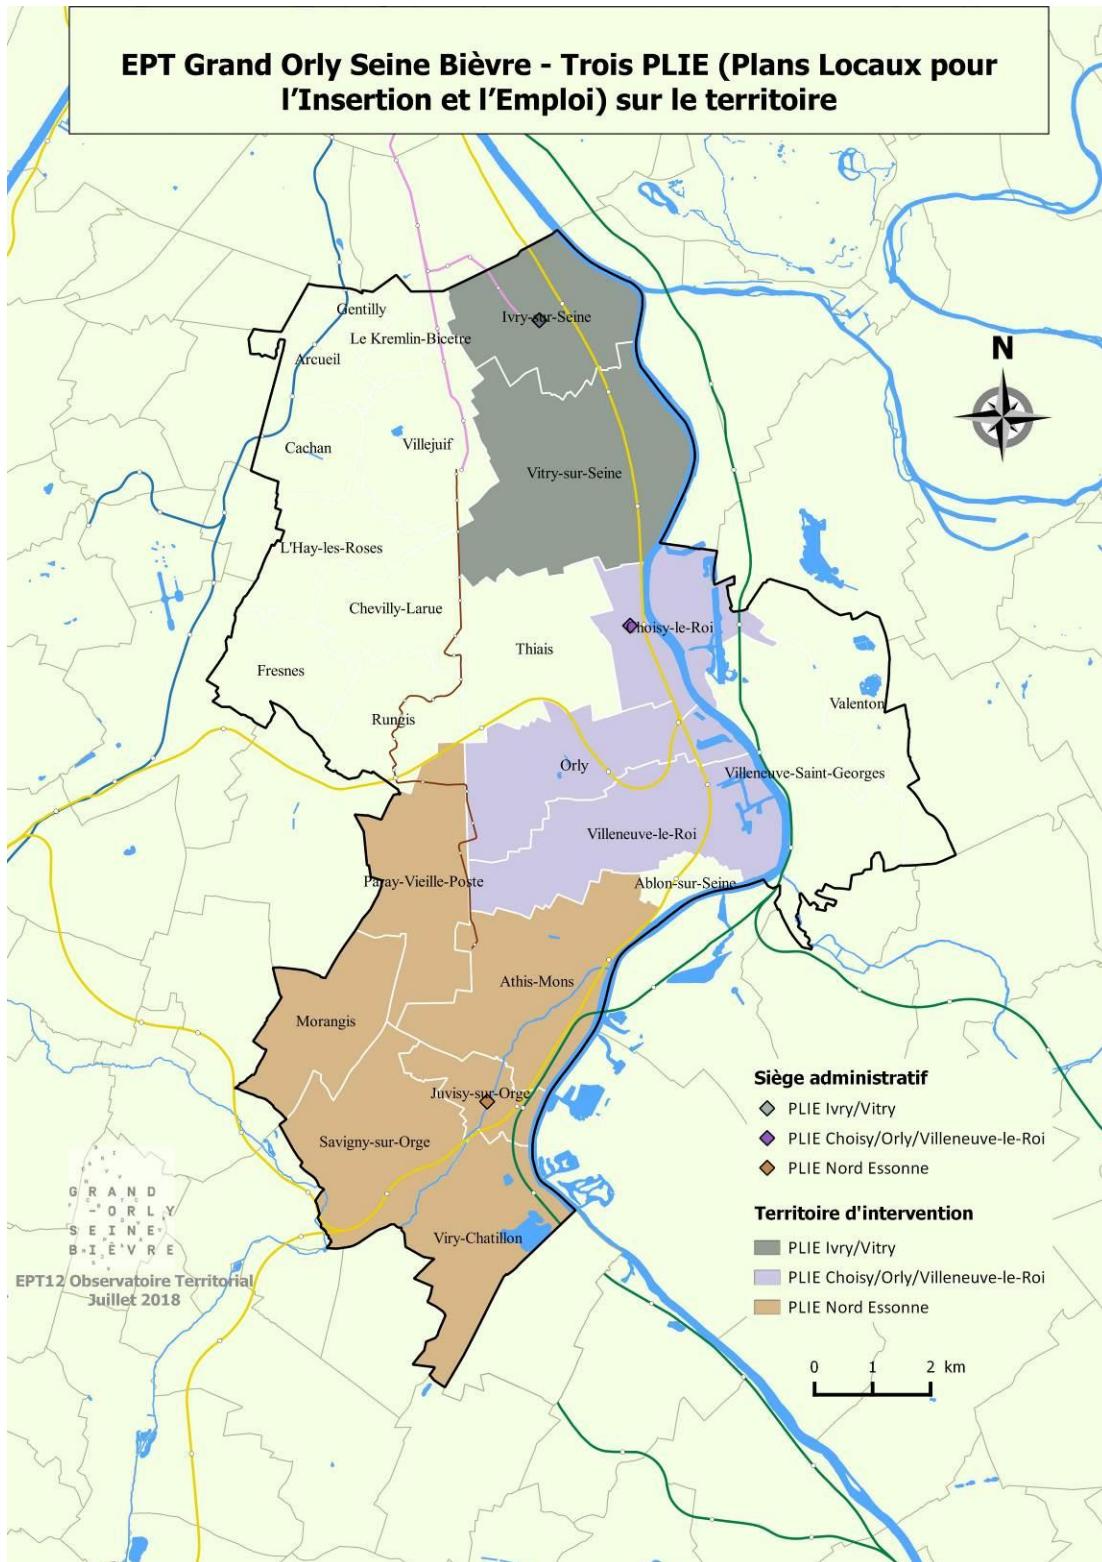 EPT Grand Orly Seine Bièvre - Trois PLIE (Plans Locaux pour
l'Insertion et l'Emploi) sur le territoire
Gentilly
Ivry-sur-Seine
Le Kremlin-Bicetre
Arcueil
N
Cachan
Villejuif
Vitry-sur-Seine
L'Hay-les-Roses
Chevilly-Larue
Choisy-le-Roi
Thiais
Fresnes
Valenton
Rungis
Orly
Villeneuve-Saint-Georges
Villeneuve-le-Roi
Paray-Vieille-Poste
Ablon-sur-Seine
Athis-Mons
Morangis
Juvisy-sur-Orge
Savigny-sur-Orge
Viry-Chatillon
Siège administratif
PLIE Ivry/Vitry
PLIE Choisy/Orly/Villeneuve-le-Roi
PLIE Nord Essonne
Territoire d'intervention
PLIE Ivry/Vitry
PLIE Choisy/Orly/Villeneuve-le-Roi
PLIE Nord Essonne
0 1 2 km
GRAND
-ORLY
SEINE
BIÈVRE
EPT12 Observatoire Territorial
Juillet 2018